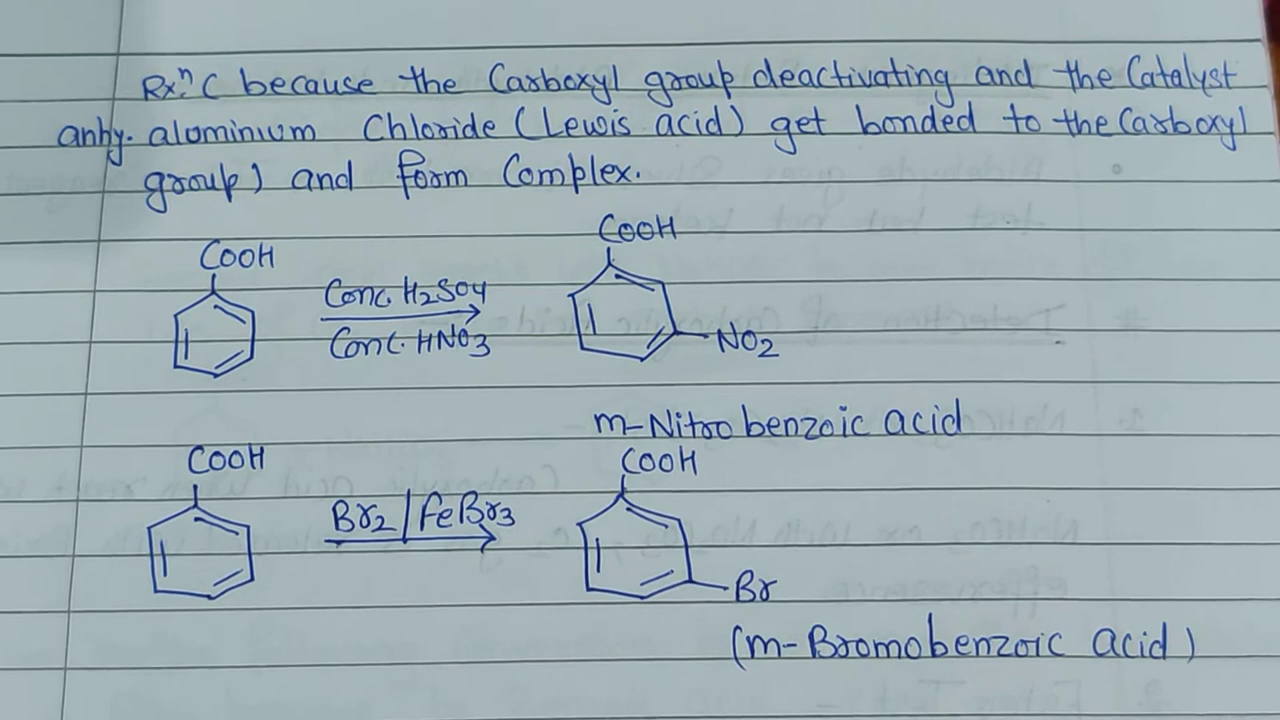 Rxⁿ. C because the Carboxyl group deactivating and the Catalyst
anhy. aluminium Chloride (Lewis acid) get bonded to the Carboxyl
group) and form Complex.
COOH
COOH
Conc. H2SO4
Conc. HNO3
NO2
m-Nitro benzoic acid
COOH
COOH
Br2/FeBr3
Br
(m-Bromobenzoic acid)